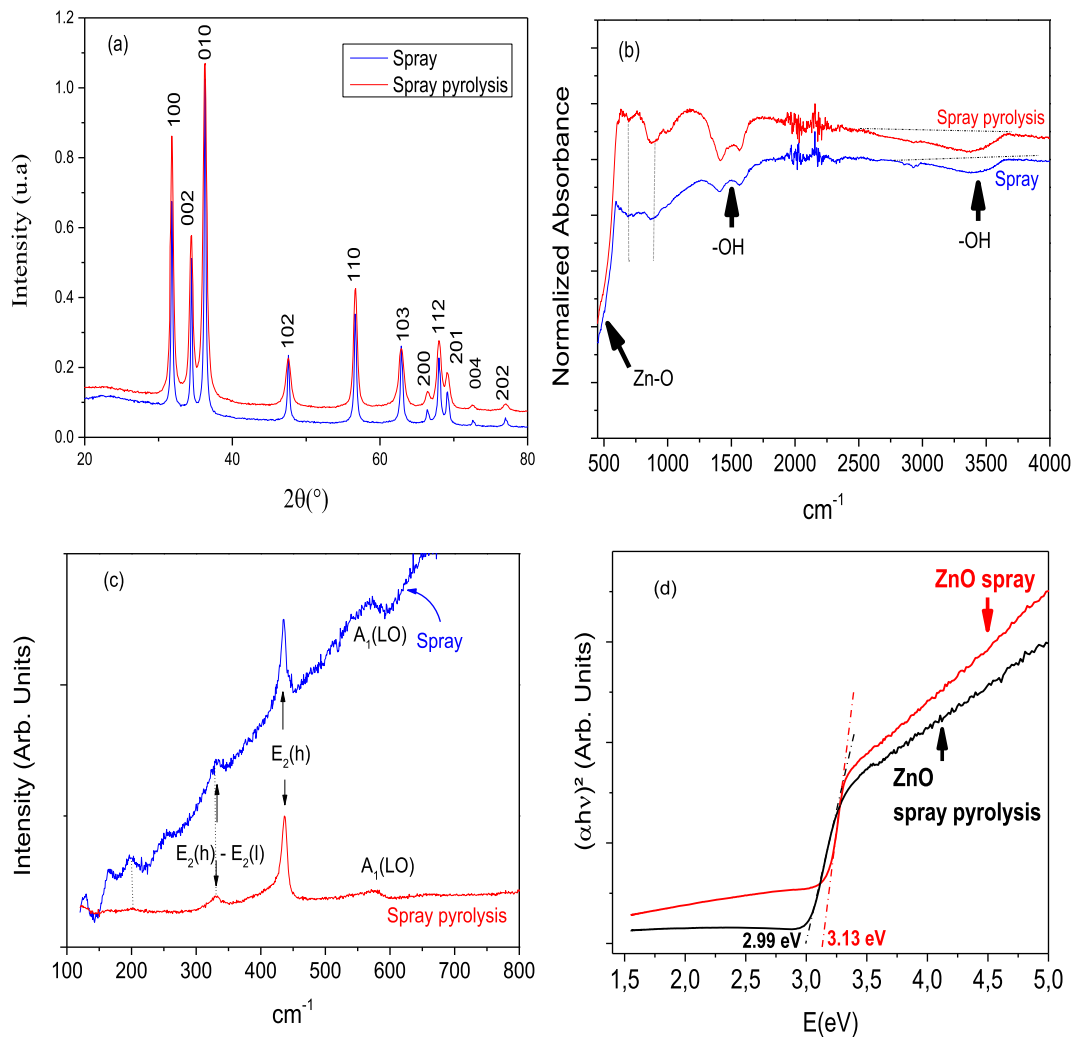 (a)
Spray
Spray pyrolysis
100
002
010
102
110
103
200
112
201
004
202
1.2
1.0
0.8
0.6
0.4
0.2
0.0
20
40
60
80
Intensity (u.a)
2θ(°)
(b)
Spray pyrolysis
Spray
-OH
-OH
Zn-O
Normalized Absorbance
500
1000
1500
2000
2500
3000
3500
4000
cm⁻¹
(c)
A₁(LO)
Spray
E₂(h)
E₂(h) - E₂(l)
A₁(LO)
Spray pyrolysis
Intensity (Arb. Units)
100
200
300
400
500
600
700
800
cm⁻¹
(d)
ZnO spray
ZnO
spray pyrolysis
2.99 eV
3.13 eV
(αhν)² (Arb. Units)
1,5
2,0
2,5
3,0
3,5
4,0
4,5
5,0
E(eV)